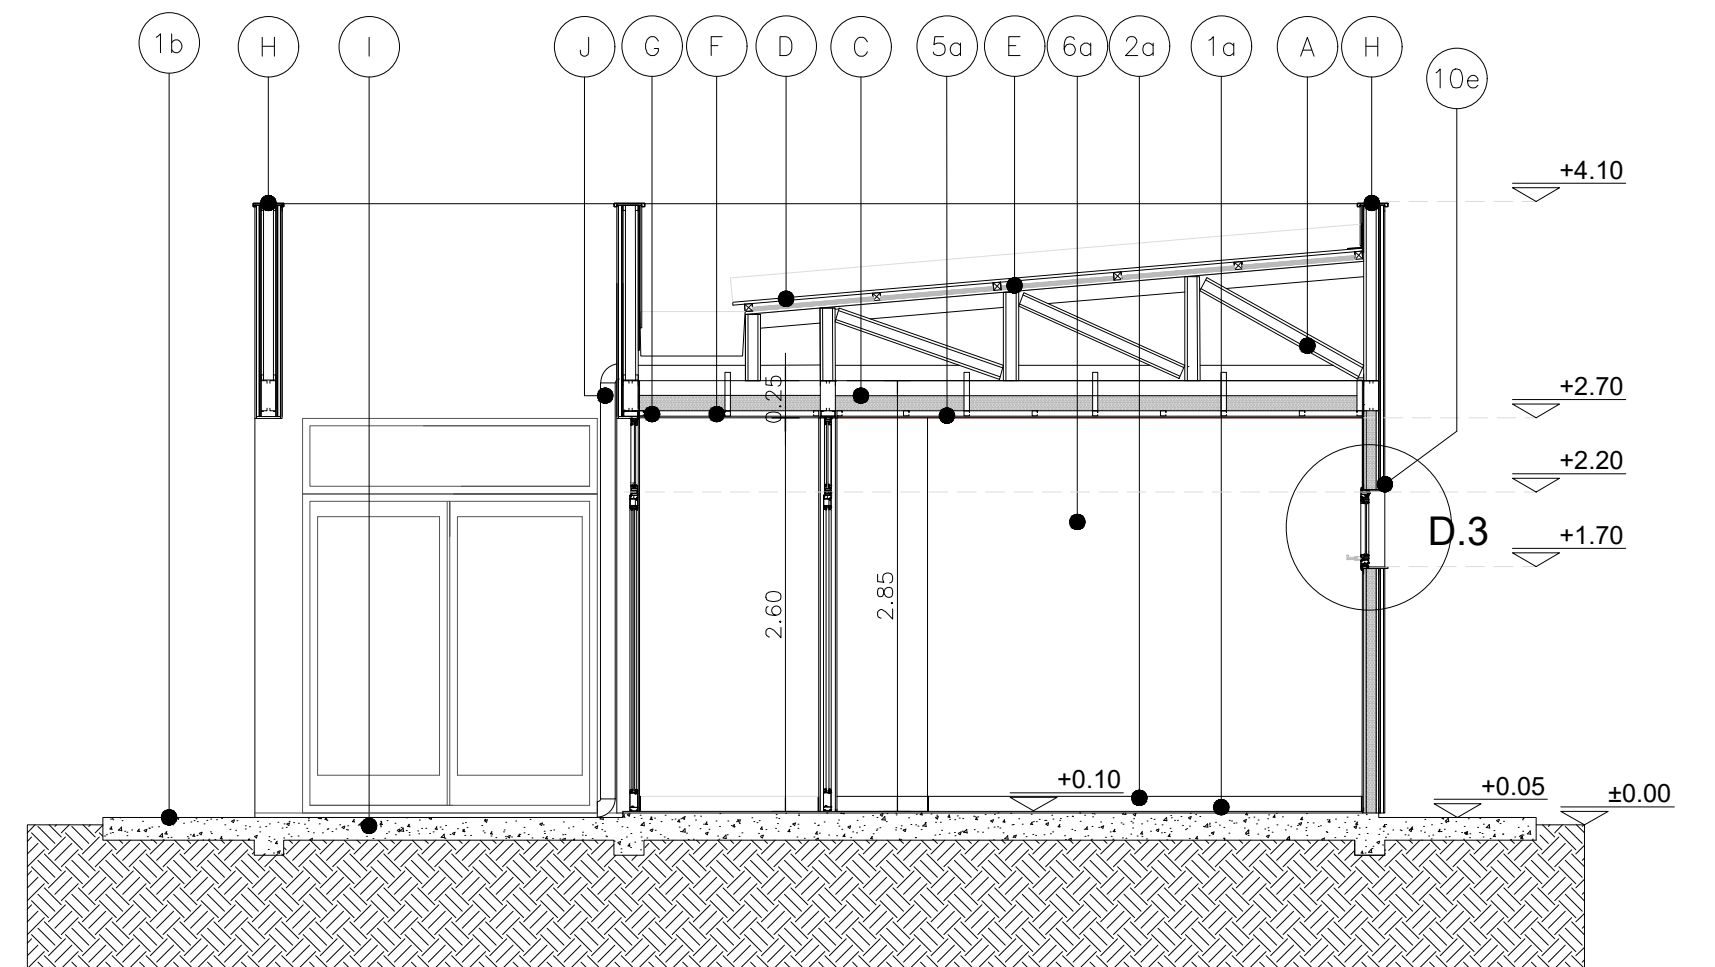 1b
H
I
J
G
F
D
C
5a
E
6a
2a
1a
A
H
10e
+4.10
+2.70
0.25
+2.20
D.3
+1.70
2.60
2.85
+0.10
+0.05
±0.00